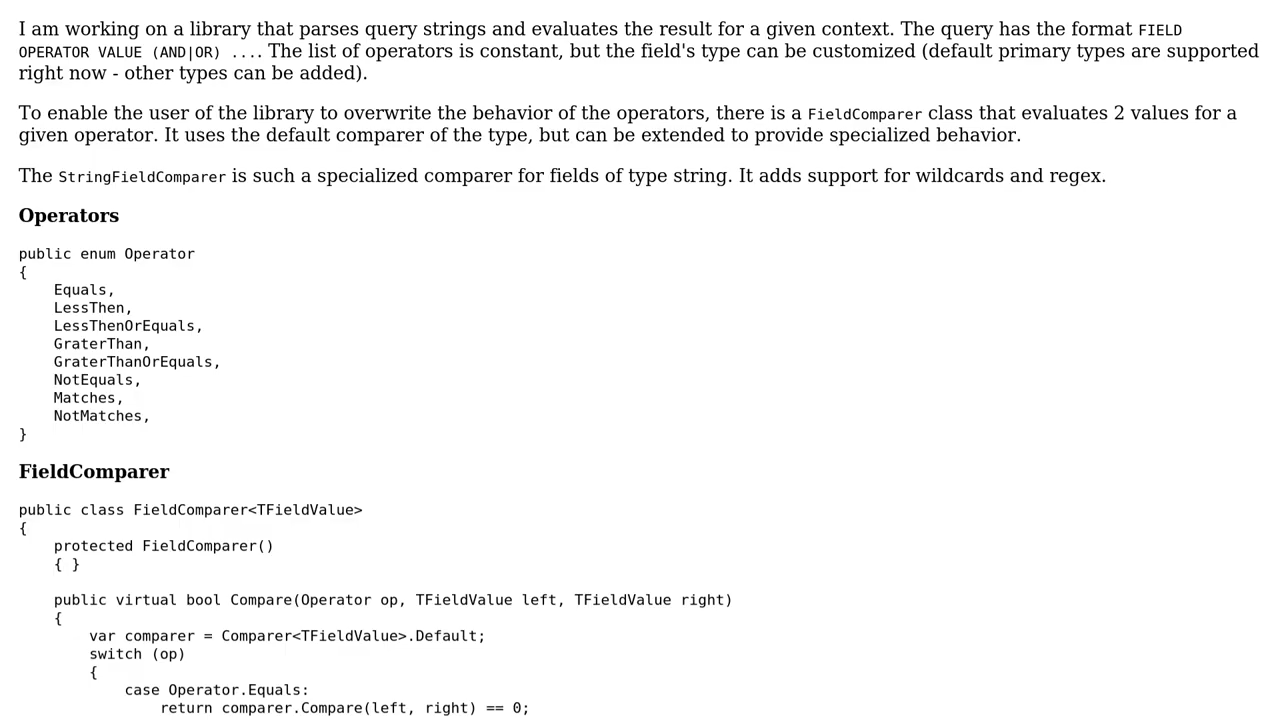 I am working on a library that parses query strings and evaluates the result for a given context. The query has the format FIELD
OPERATOR VALUE (AND|OR) .... The list of operators is constant, but the field's type can be customized (default primary types are supported
right now - other types can be added).
To enable the user of the library to overwrite the behavior of the operators, there is a FieldComparer class that evaluates 2 values for a
given operator. It uses the default comparer of the type, but can be extended to provide specialized behavior.
The StringFieldComparer is such a specialized comparer for fields of type string. It adds support for wildcards and regex.
Operators
public enum Operator
{
    Equals,
    LessThen,
    LessThenOrEquals,
    GraterThan,
    GraterThanOrEquals,
    NotEquals,
    Matches,
    NotMatches,
}
FieldComparer
public class FieldComparer<TFieldValue>
{
    protected FieldComparer()
    { }
    public virtual bool Compare(Operator op, TFieldValue left, TFieldValue right)
    {
        var comparer = Comparer<TFieldValue>.Default;
        switch (op)
        {
            case Operator.Equals:
                return comparer.Compare(left, right) == 0;